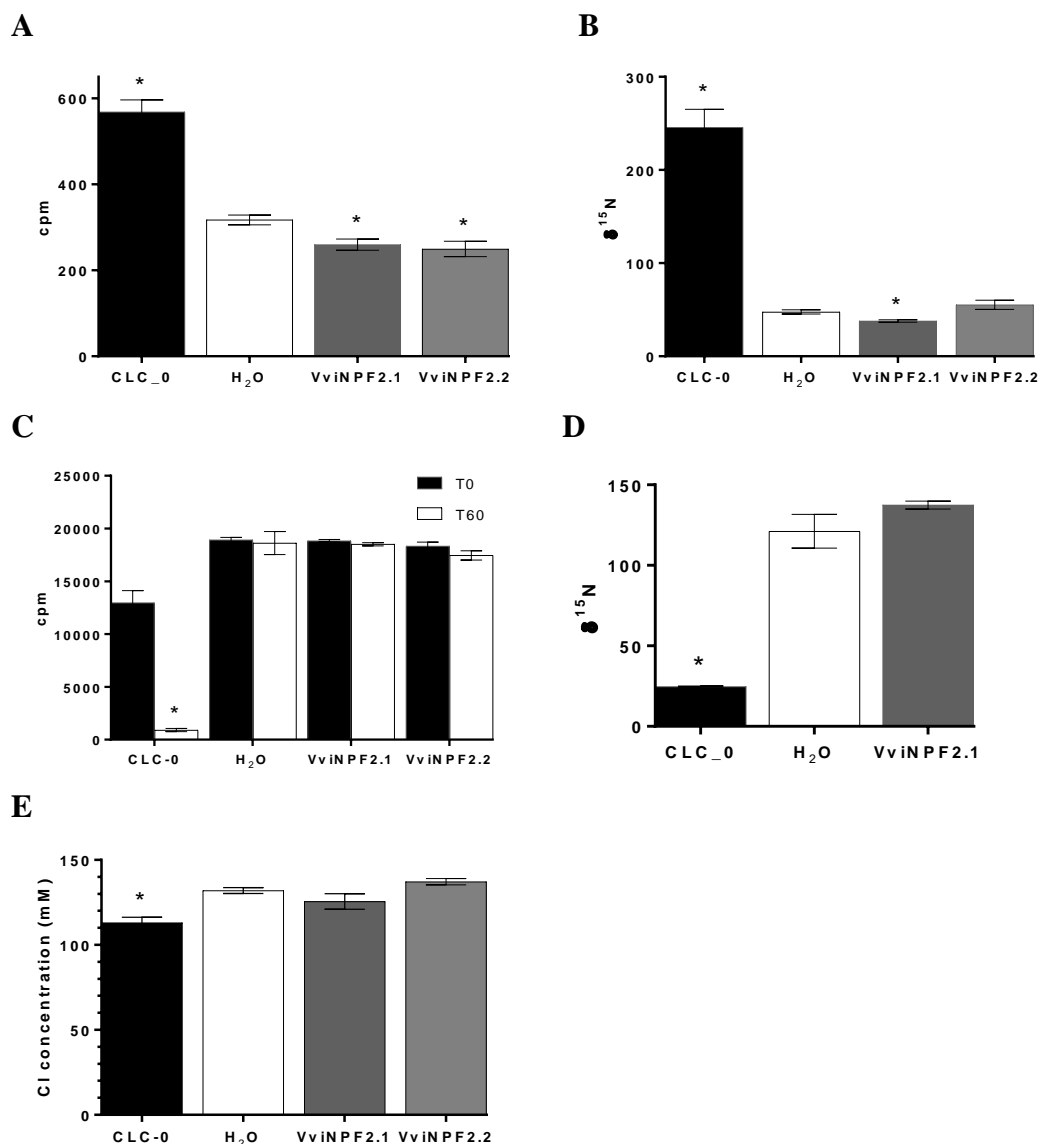 A
600
400
200
0
cpm
*
*
*
CLC_0
H₂O
VviNPF2.1
VviNPF2.2
B
300
200
100
0
δ ¹⁵N
*
*
CLC-0
H₂O
VviNPF2.1
VviNPF2.2
C
25000
20000
15000
10000
5000
0
cpm
T0
T60
*
CLC-0
H₂O
VviNPF2.1
VviNPF2.2
D
150
100
50
0
δ ¹⁵N
*
CLC_0
H₂O
VviNPF2.1
E
150
100
50
0
Cl concentration (mM)
*
CLC-0
H₂O
VviNPF2.1
VviNPF2.2